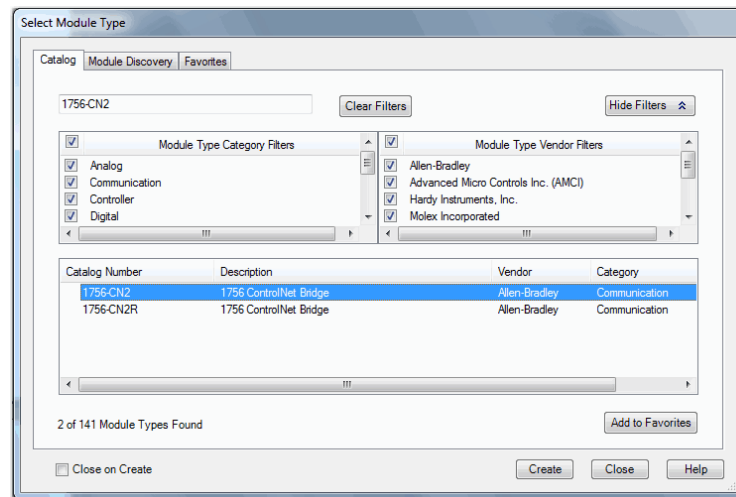 Select Module Type
Catalog Module Discovery Favorites
1756-CN2 Clear Filters Hide Filters
Module Type Category Filters Module Type Vendor Filters
Analog Allen-Bradley
Communication Advanced Micro Controls Inc. (AMCI)
Controller Hardy Instruments, Inc.
Digital Molex Incorporated
Catalog Number Description Vendor Category
1756-CN2 1756 ControlNet Bridge Allen-Bradley Communication
1756-CN2R 1756 ControlNet Bridge Allen-Bradley Communication
2 of 141 Module Types Found Add to Favorites
Close on Create Create Close Help